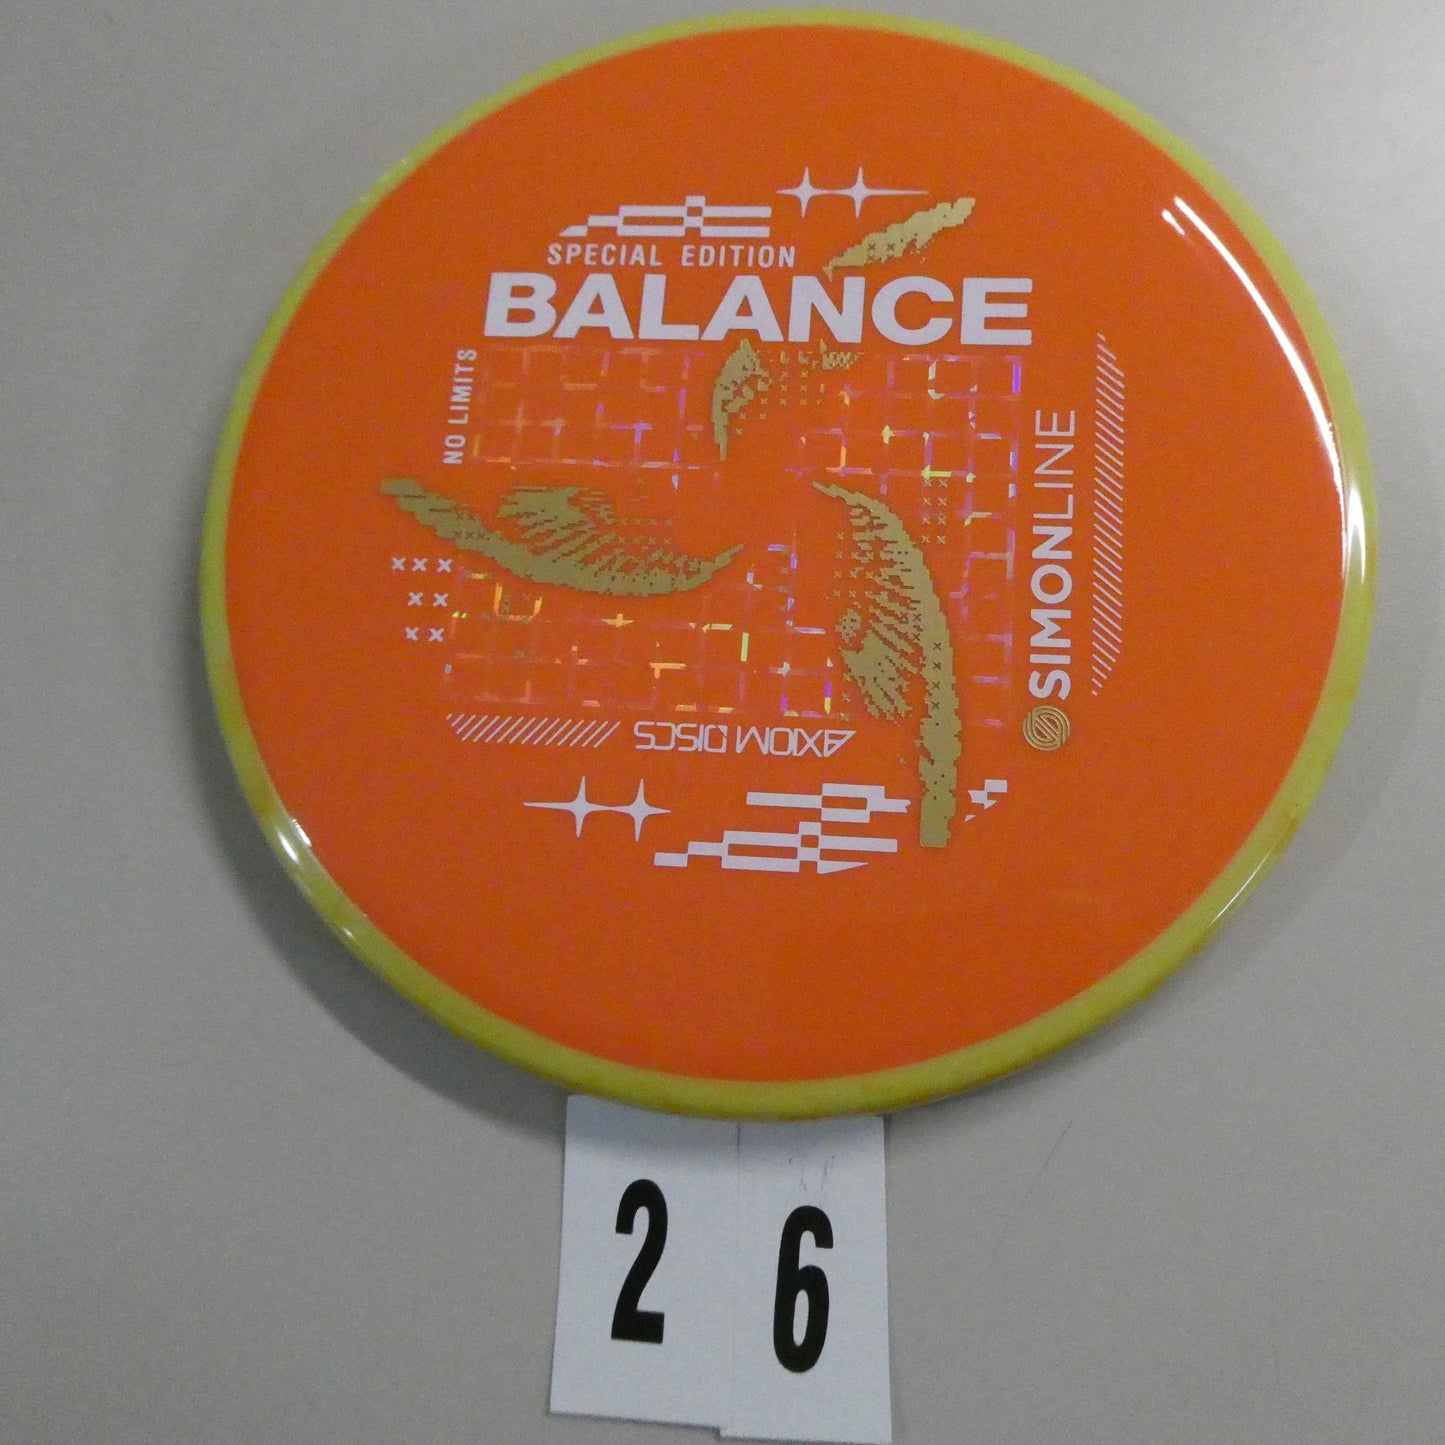 SPECIAL EDITION
BALANCE
NO LIMITS
SIMONLINE
AXIOM DISCS
2 6